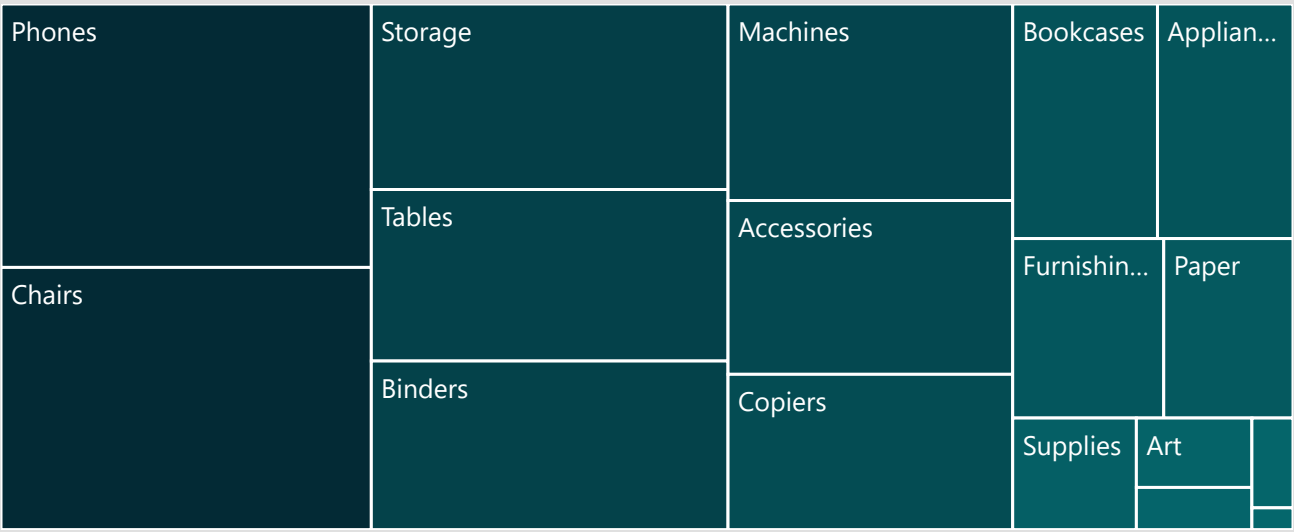 Phones
Chairs
Storage
Tables
Binders
Machines
Accessories
Copiers
Bookcases
Applian...
Furnishin...
Paper
Supplies
Art